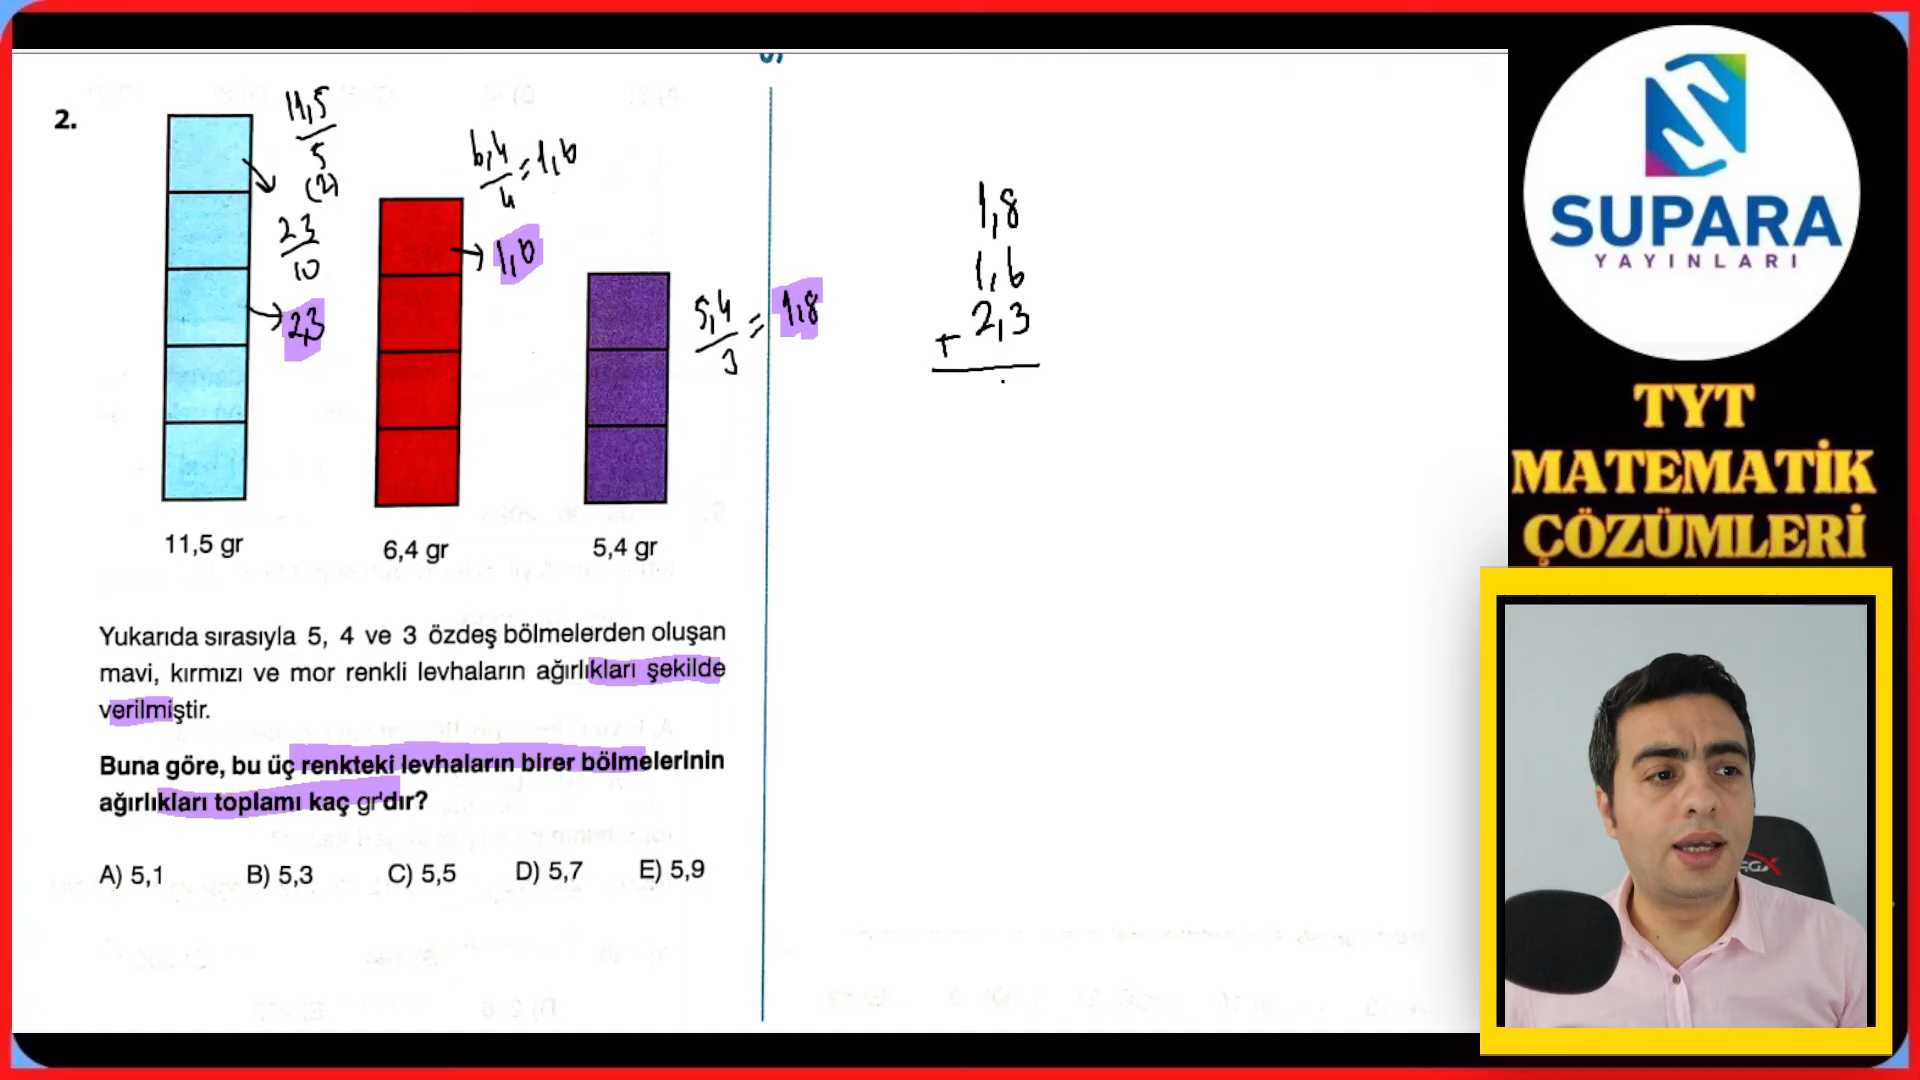 2.
11,5
5
(2)
23
10
2,3
6,4
4
=1,6
1,6
5,4
3
= 1,8
1,8
1,6
+ 2,3
11,5 gr
6,4 gr
5,4 gr
Yukarıda sırasıyla 5, 4 ve 3 özdeş bölmelerden oluşan
mavi, kırmızı ve mor renkli levhaların ağırlıkları şekilde
verilmiştir.
Buna göre, bu üç renkteki levhaların birer bölmelerinin
ağırlıkları toplamı kaç gr'dır?
A) 5,1 B) 5,3 C) 5,5 D) 5,7 E) 5,9
SUPARA
YAYINLARI
TYT
MATEMATİK
ÇÖZÜMLERİ